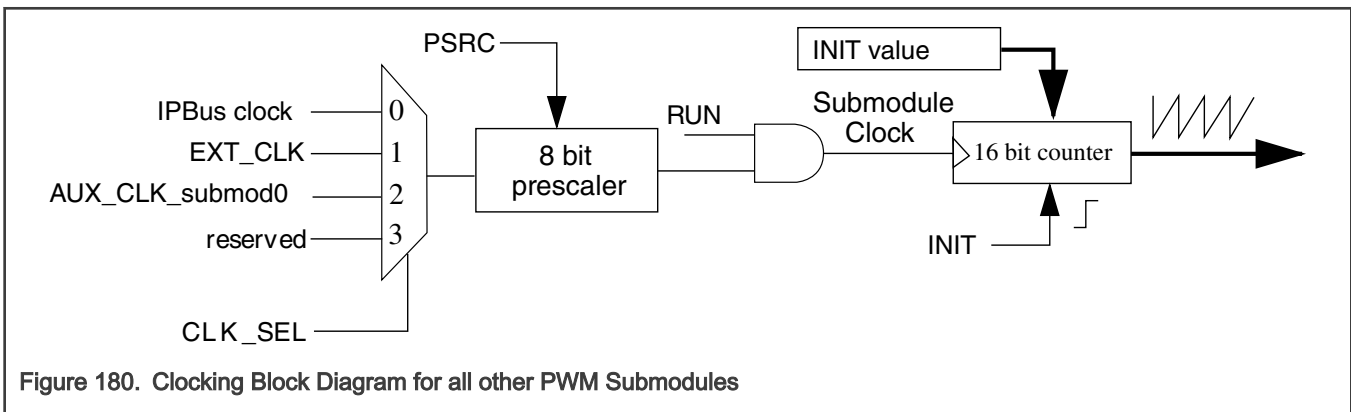 PSRC
INIT value
IPBus clock
0
RUN
Submodule
Clock
EXT_CLK
1
8 bit
prescaler
16 bit counter
AUX_CLK_submod0
2
reserved
3
INIT
CLK_SEL
Figure 180. Clocking Block Diagram for all other PWM Submodules